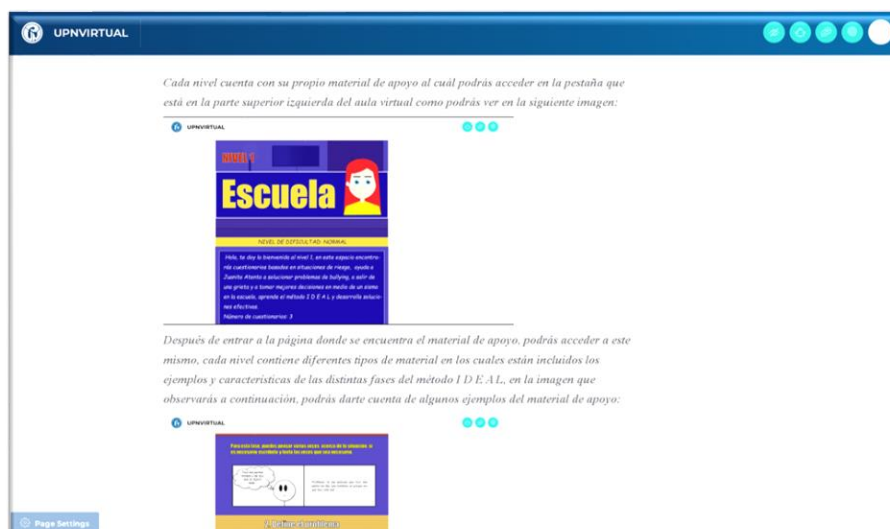 UPNVIRTUAL
Cada nivel cuenta con su propio material de apoyo al cuál podrás acceder en la pestaña que
está en la parte superior izquierda del aula virtual como podrás ver en la siguiente imagen:
UPNVIRTUAL
NIVEL 1
Escuela
NIVEL DE DIFICULTAD: NORMAL
Hola, te doy la bienvenida al nivel 1, en este espacio encontra-
rás cuestionarios basados en situaciones de riesgo, ayuda a
Juanita Atenta a solucionar problemas de bullying, a salir de
una grieta y a tomar mejores decisiones en medio de un sismo
en la escuela, aprende el método I D E A L y desarrolla solucio-
nes efectivas.
Número de cuestionarios: 3
Después de entrar a la página donde se encuentra el material de apoyo, podrás acceder a este
mismo, cada nivel contiene diferentes tipos de material en los cuales están incluidos los
ejemplos y características de las distintas fases del método I D E A L, en la imagen que
observarás a continuación, podrás darte cuenta de algunos ejemplos del material de apoyo:
UPNVIRTUAL
2. Define el problema
Page Settings